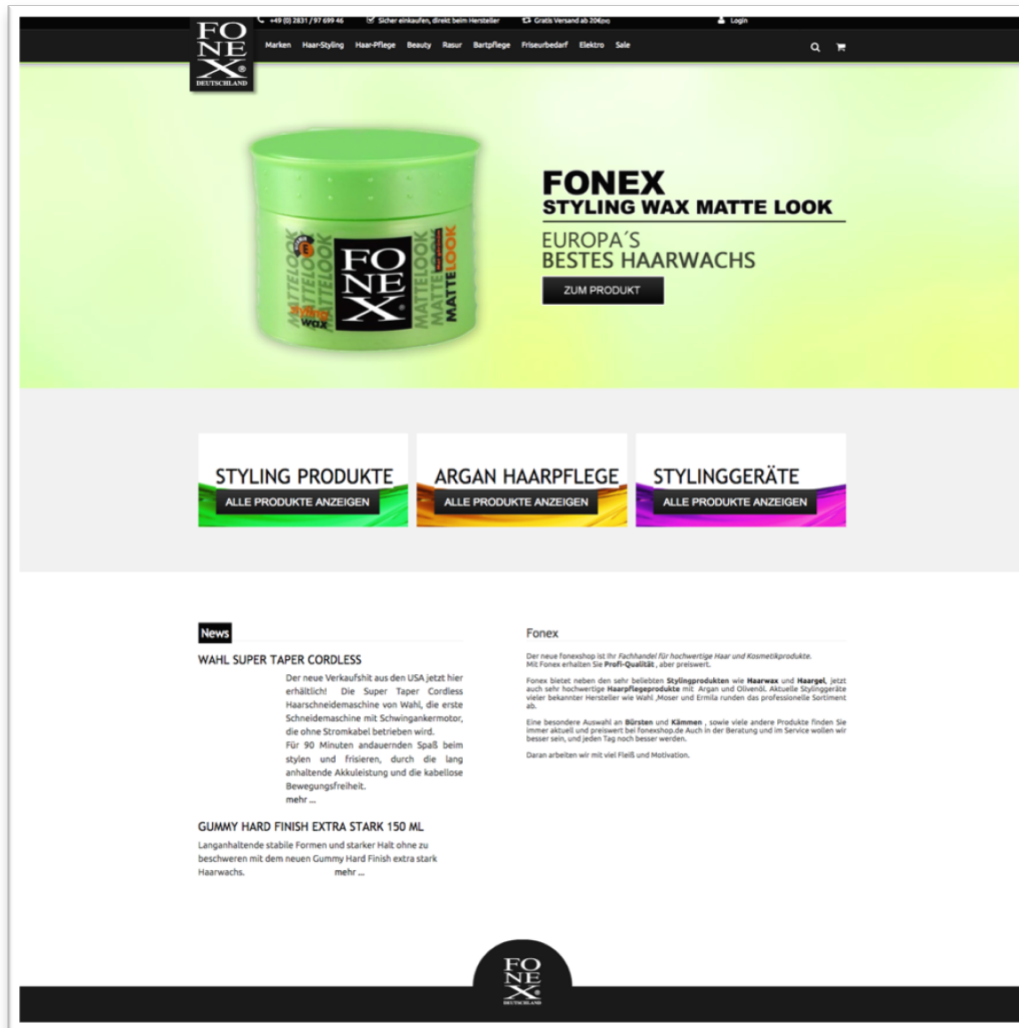 +49 (0) 2831 / 97 699 46 Sicher einkaufen, direkt beim Hersteller Gratis Versand ab 20€ Login
FO
NE
X®
DEUTSCHLAND
Marken Haar-Styling Haar-Pflege Beauty Rasur Bartpflege Friseurbedarf Elektro Sale
FONEX
STYLING WAX MATTE LOOK
EUROPA´S
BESTES HAARWACHS
ZUM PRODUKT
FO
NE
X®
MATTELOOK
MATTELOOK
MATTELOOK
styling
wax
E
MATTELOOK
MATTELOOK
MATTELOOK
STYLING PRODUKTE
ALLE PRODUKTE ANZEIGEN
ARGAN HAARPFLEGE
ALLE PRODUKTE ANZEIGEN
STYLINGGERÄTE
ALLE PRODUKTE ANZEIGEN
News
WAHL SUPER TAPER CORDLESS
Der neue Verkaufshit aus den USA jetzt hier
erhältlich! Die Super Taper Cordless
Haarschneidemaschine von Wahl, die erste
Schneidemaschine mit Schwingankermotor,
die ohne Stromkabel betrieben wird.
Für 90 Minuten andauernden Spaß beim
stylen und frisieren, durch die lang
anhaltende Akkuleistung und die kabellose
Bewegungsfreiheit.
mehr ...
GUMMY HARD FINISH EXTRA STARK 150 ML
Langanhaltende stabile Formen und starker Halt ohne zu
beschweren mit dem neuen Gummy Hard Finish extra stark
Haarwachs. mehr ...
Fonex
Der neue fonexshop ist Ihr Fachhandel für hochwertige Haar und Kosmetikprodukte.
Mit Fonex erhalten Sie Profi-Qualität , aber preiswert.
Fonex bietet neben den sehr beliebten Stylingprodukten wie Haarwax und Haargel, jetzt
auch sehr hochwertige Haarpflegeprodukte mit Argan und Olivenöl. Aktuelle Stylinggeräte
vieler bekannter Hersteller wie Wahl ,Moser und Ermila runden das professionelle Sortiment
ab.
Eine besondere Auswahl an Bürsten und Kämmen , sowie viele andere Produkte finden Sie
immer aktuell und preiswert bei fonexshop.de Auch in der Beratung und im Service wollen wir
besser sein, und jeden Tag noch besser werden.
Daran arbeiten wir mit viel Fleiß und Motivation.
FO
NE
X®
DEUTSCHLAND